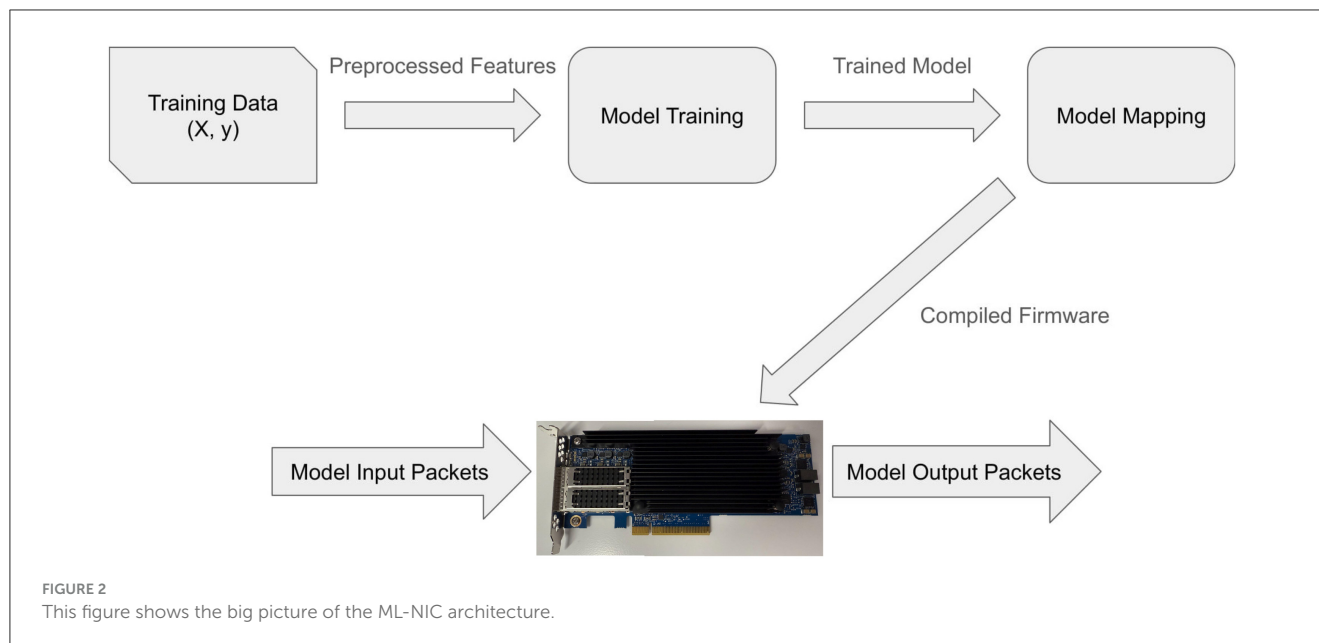 Training Data
(X, y)
Preprocessed Features
Model Training
Trained Model
Model Mapping
Compiled Firmware
Model Input Packets
Model Output Packets
FIGURE 2
This figure shows the big picture of the ML-NIC architecture.